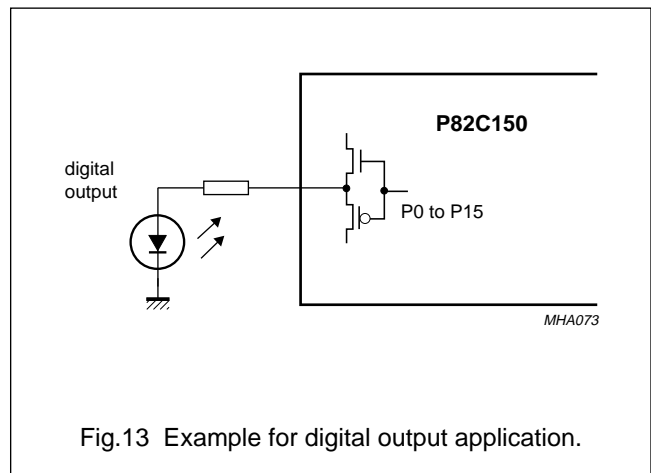 P82C150
digital
output
P0 to P15
MHA073
Fig.13 Example for digital output application.